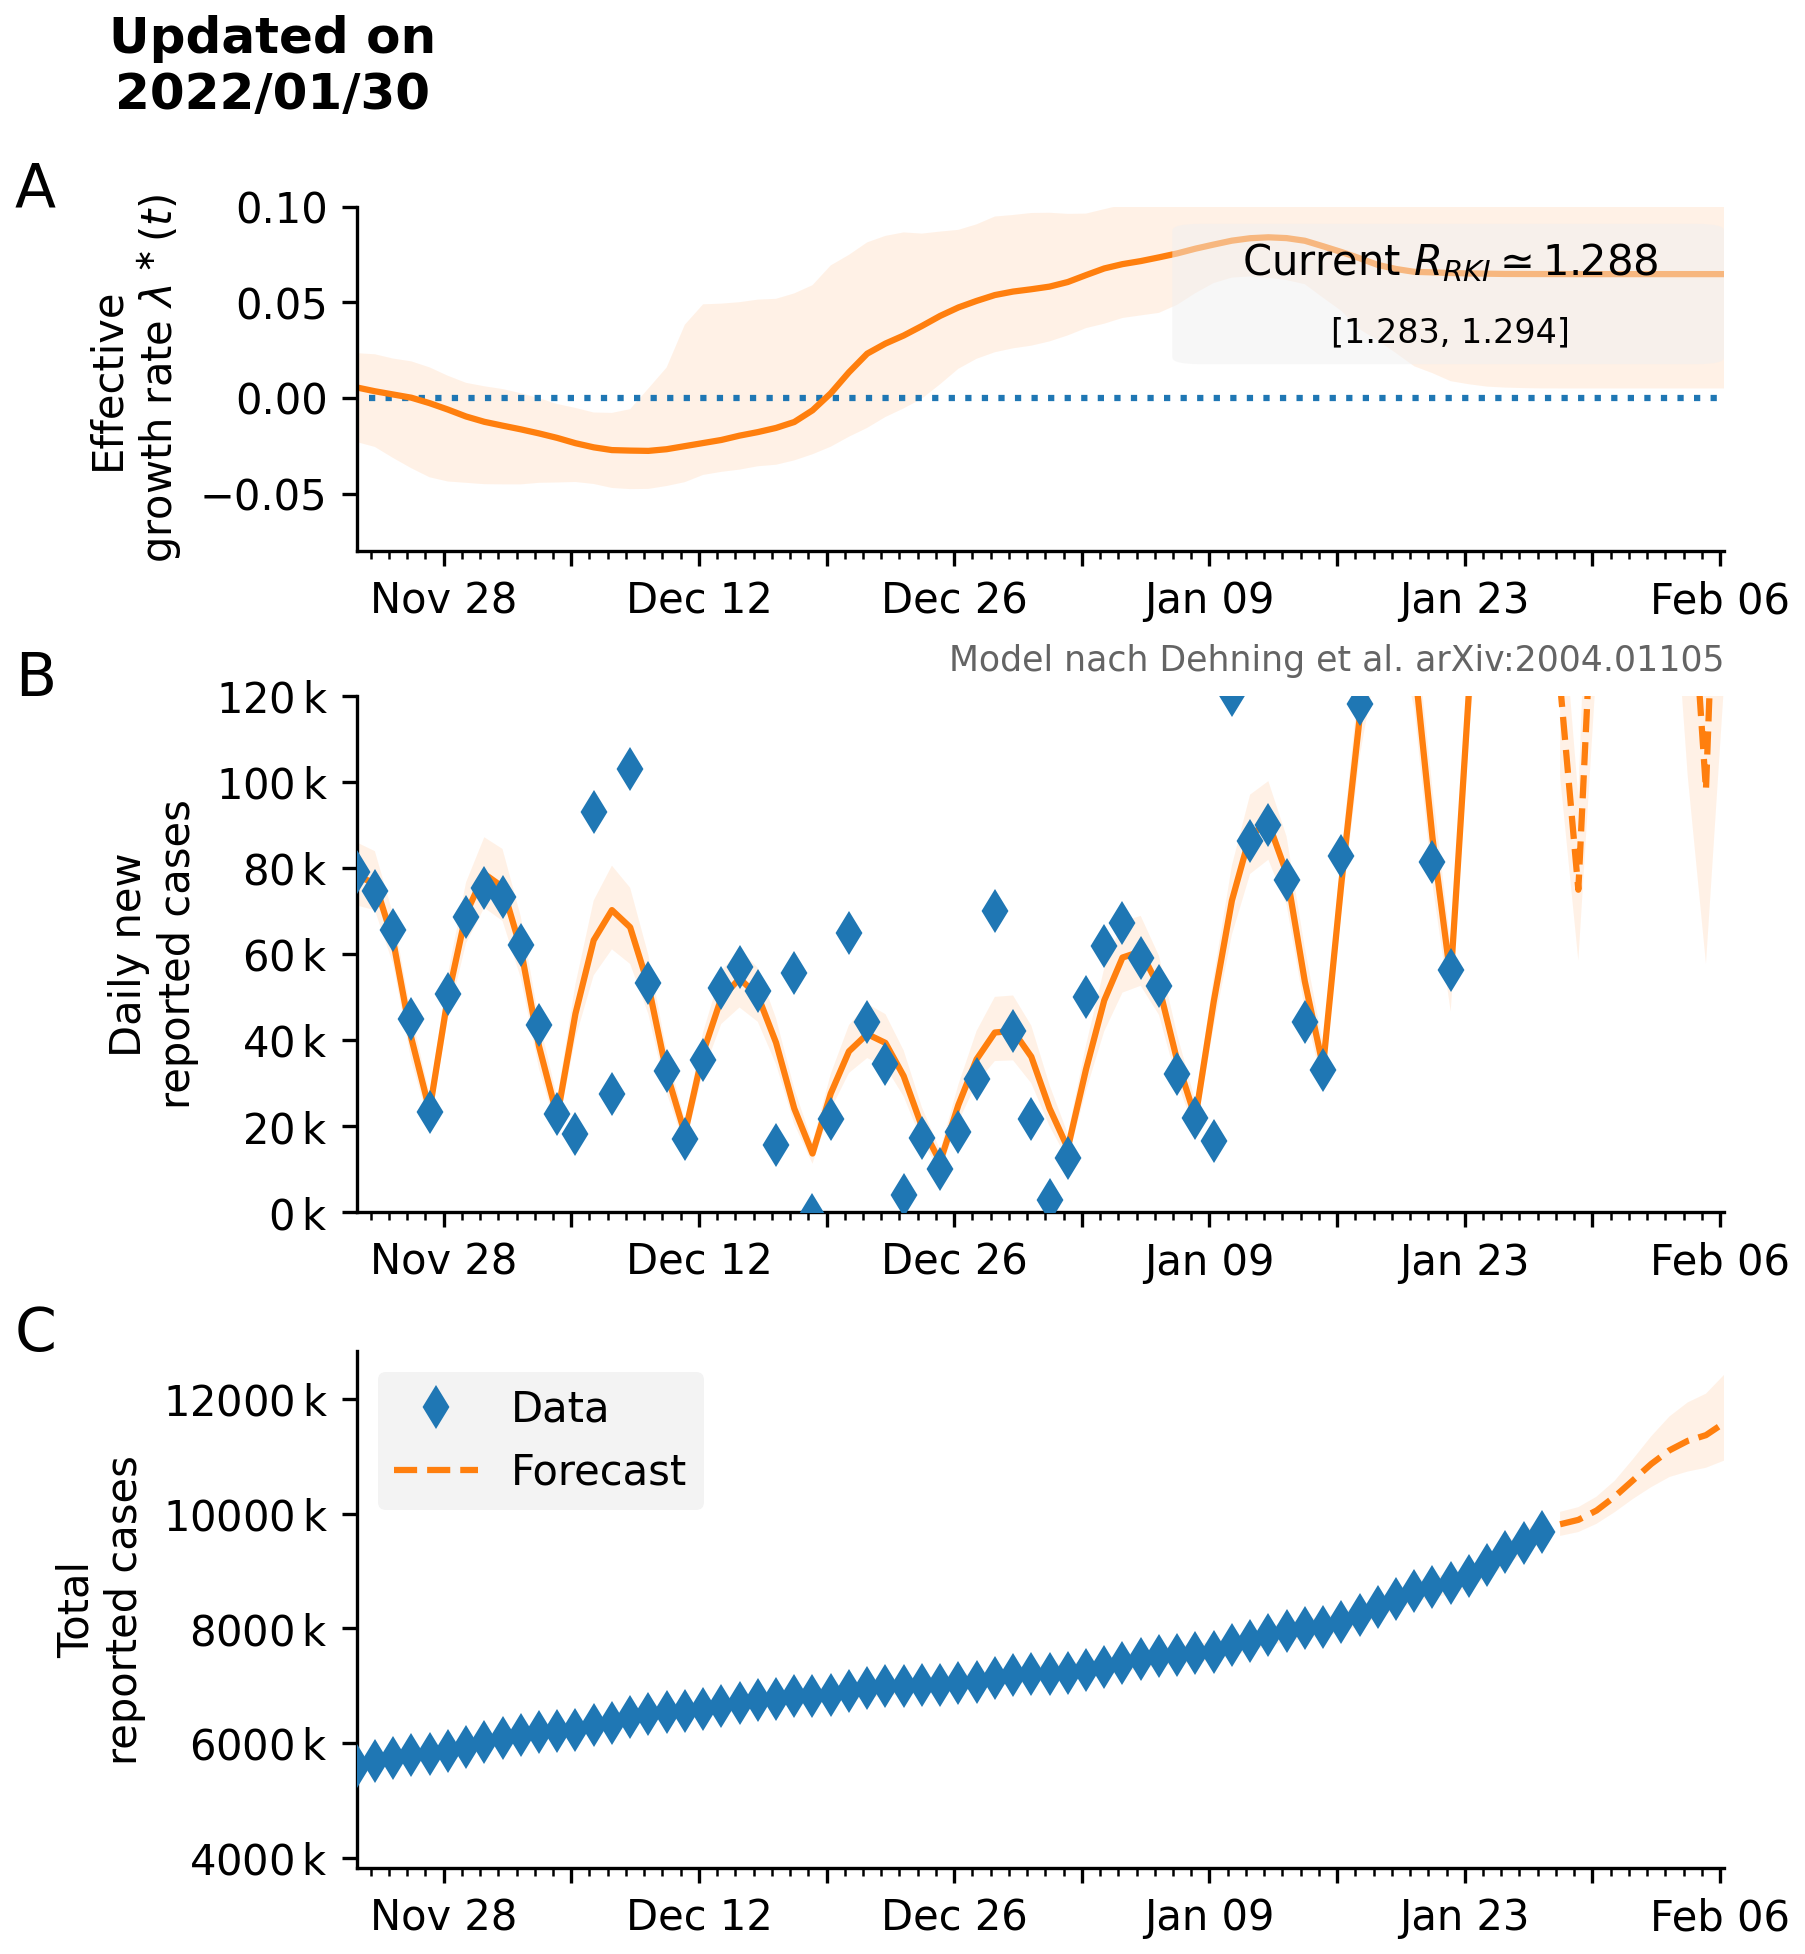 Updated on
2022/01/30
A
Effective
growth rate λ * (t)
0.10
0.05
0.00
−0.05
Current R_RKI ≃ 1.288
[1.283, 1.294]
Nov 28 Dec 12 Dec 26 Jan 09 Jan 23 Feb 06
Model nach Dehning et al. arXiv:2004.01105
B
Daily new
reported cases
120 k
100 k
80 k
60 k
40 k
20 k
0 k
Nov 28 Dec 12 Dec 26 Jan 09 Jan 23 Feb 06
C
Total
reported cases
12000 k
10000 k
8000 k
6000 k
4000 k
Data
Forecast
Nov 28 Dec 12 Dec 26 Jan 09 Jan 23 Feb 06